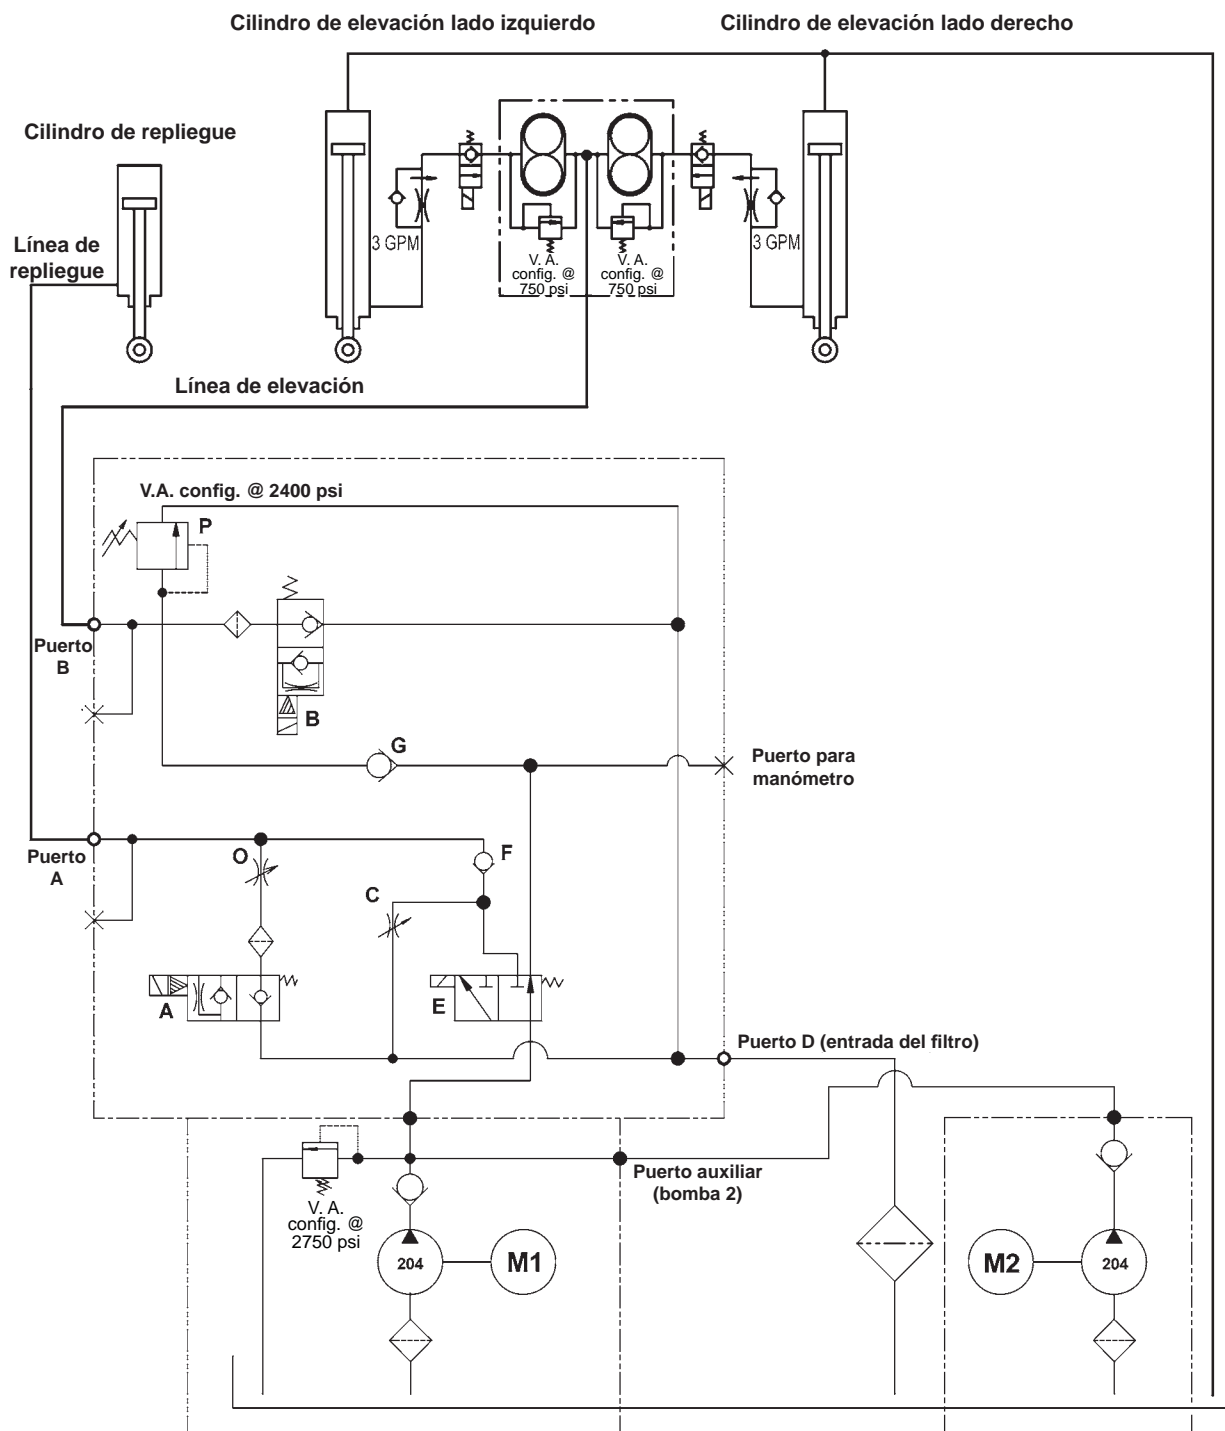 Cilindro de elevación lado izquierdo
Cilindro de elevación lado derecho
Cilindro de repliegue
Línea de
repliegue
3 GPM
V. A.
config. @
750 psi
V. A.
config. @
750 psi
3 GPM
Línea de elevación
V.A. config. @ 2400 psi
P
Puerto
B
B
G
Puerto para
manómetro
Puerto
A
O
F
C
A
E
Puerto D (entrada del filtro)
Puerto auxiliar
(bomba 2)
V. A.
config. @
2750 psi
204
M1
M2
204